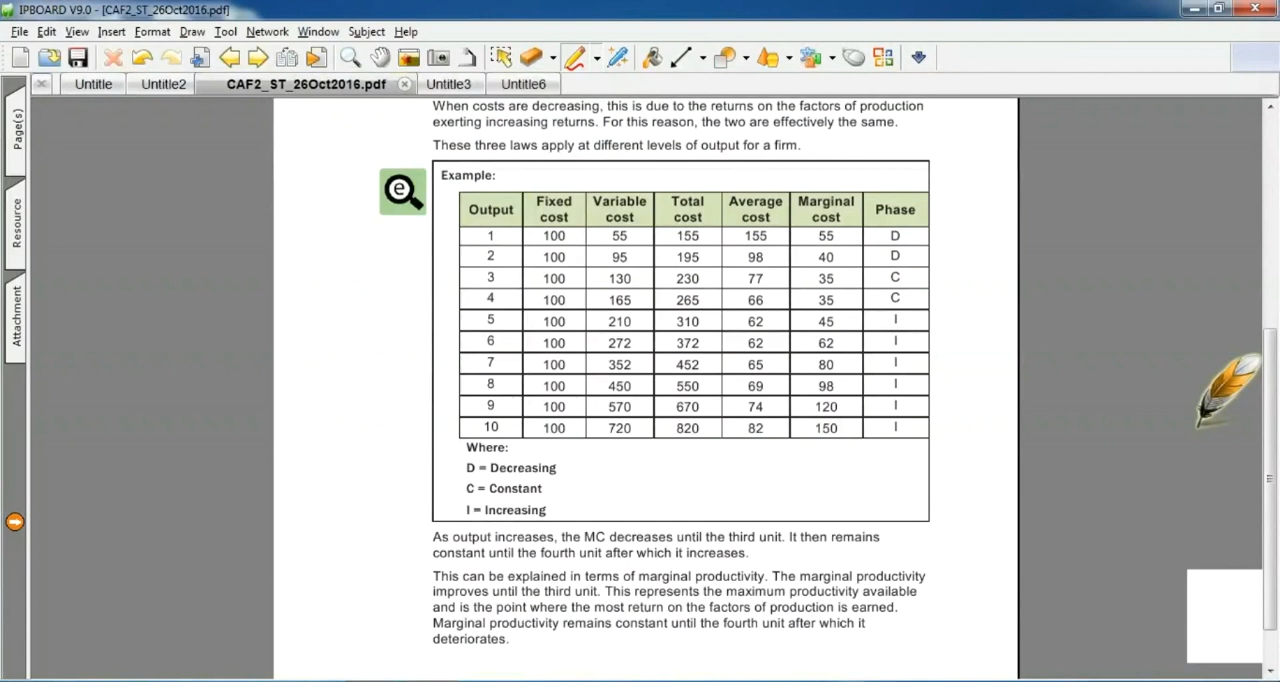 IPBOARD V9.0 - [CAF2_ST_26Oct2016.pdf]
File Edit View Insert Format Draw Tool Network Window Subject Help
Untitle Untitle2 CAF2_ST_26Oct2016.pdf Untitle3 Untitle6
Page(s)
Resource
Attachment
When costs are decreasing, this is due to the returns on the factors of production
exerting increasing returns. For this reason, the two are effectively the same.
These three laws apply at different levels of output for a firm.
e
Example:
Output Fixed cost Variable cost Total cost Average cost Marginal cost Phase
1 100 55 155 155 55 D
2 100 95 195 98 40 D
3 100 130 230 77 35 C
4 100 165 265 66 35 C
5 100 210 310 62 45 I
6 100 272 372 62 62 I
7 100 352 452 65 80 I
8 100 450 550 69 98 I
9 100 570 670 74 120 I
10 100 720 820 82 150 I
Where:
D = Decreasing
C = Constant
I = Increasing
As output increases, the MC decreases until the third unit. It then remains
constant until the fourth unit after which it increases.
This can be explained in terms of marginal productivity. The marginal productivity
improves until the third unit. This represents the maximum productivity available
and is the point where the most return on the factors of production is earned.
Marginal productivity remains constant until the fourth unit after which it
deteriorates.